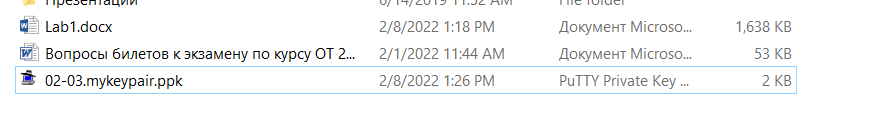 Презентации 6/14/2019 11:52 AM File folder
Lab1.docx 2/8/2022 1:18 PM Документ Microso... 1,638 KB
Вопросы билетов к экзамену по курсу ОТ 2... 2/1/2022 11:44 AM Документ Microso... 53 KB
02-03.mykeypair.ppk 2/8/2022 1:26 PM PuTTY Private Key ... 2 KB